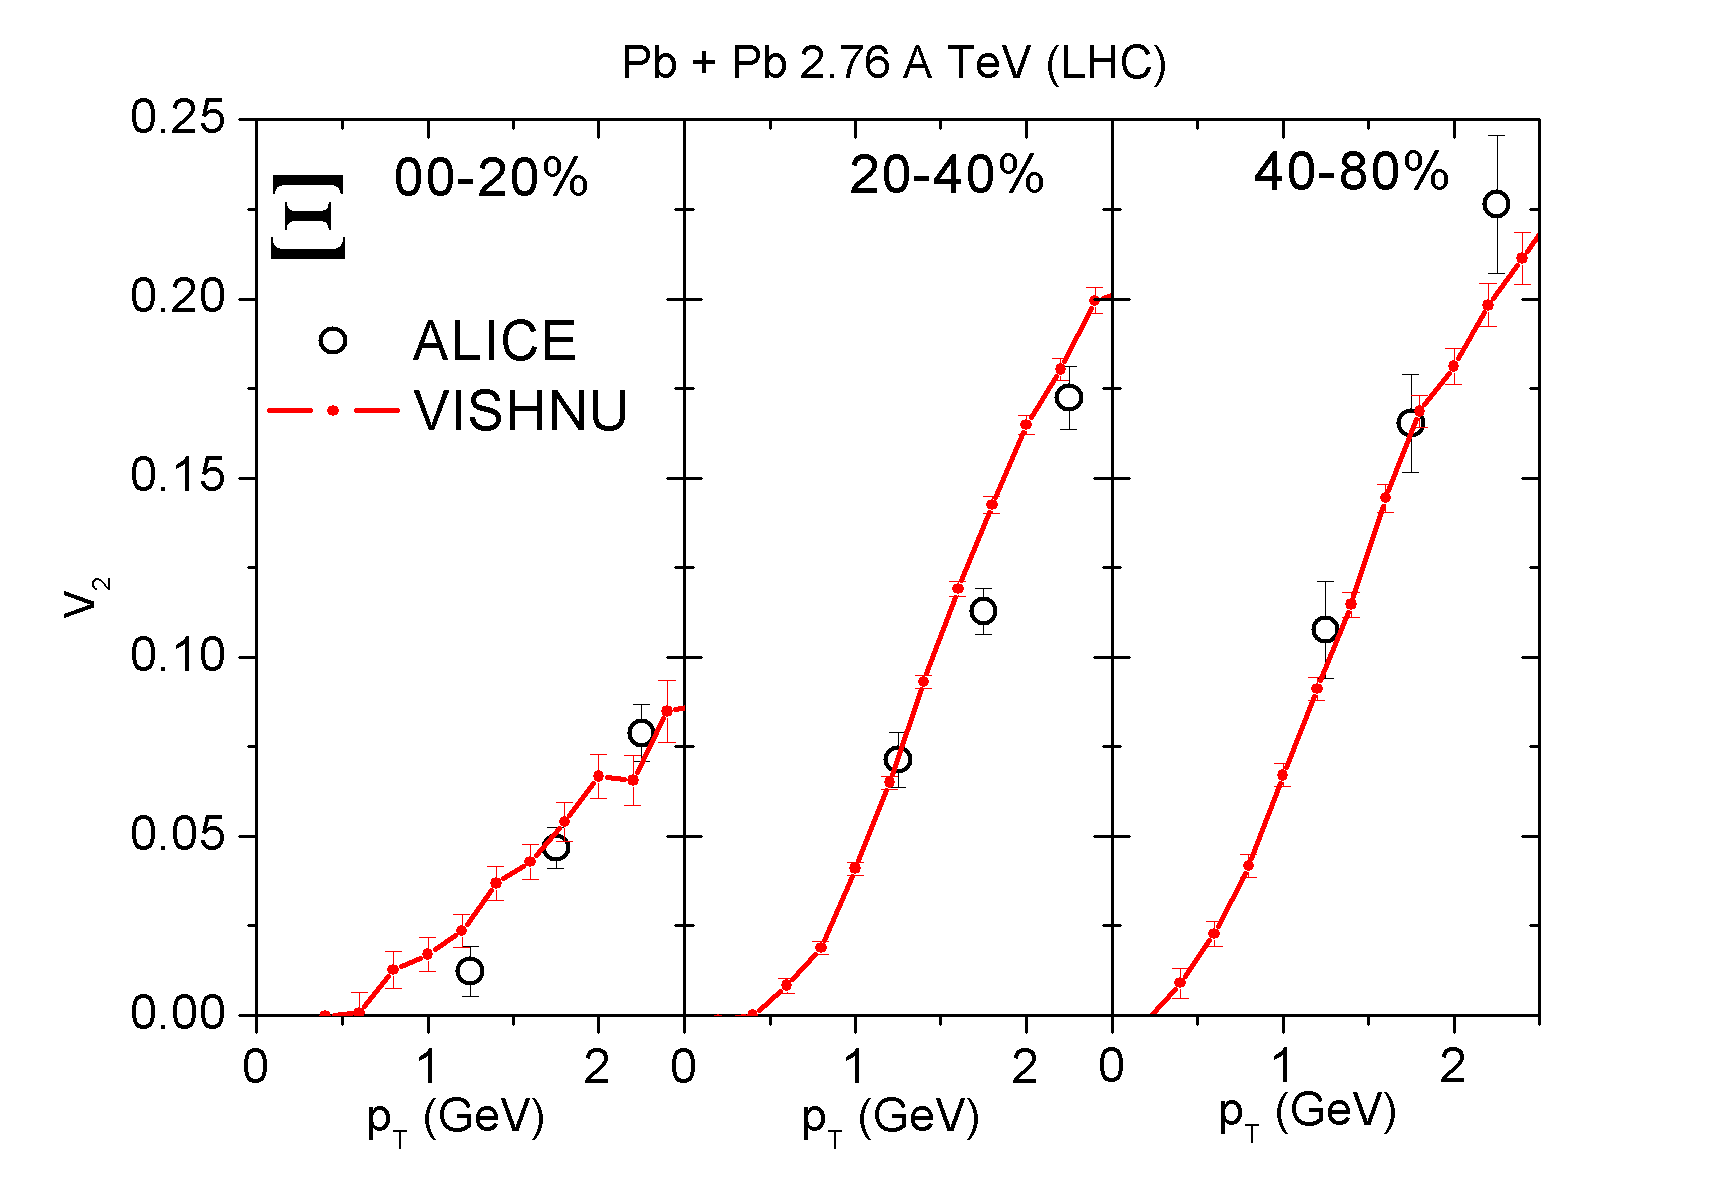 Pb + Pb 2.76 A TeV (LHC)
0.25
0.20
0.15
0.10
0.05
0.00
v2
Ξ
00-20%
20-40%
40-80%
ALICE
VISHNU
0 1 2 0 1 2 0 1 2
pT (GeV) pT (GeV) pT (GeV)